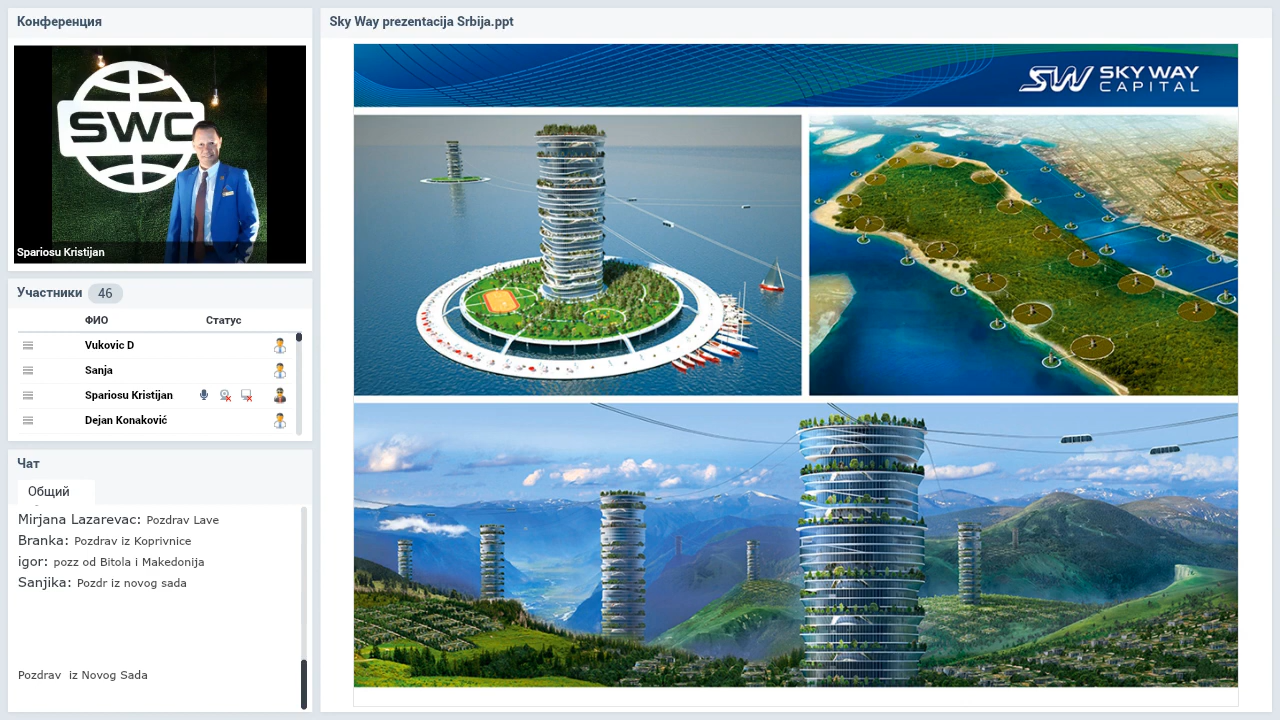 Конференция
SWC
Spariosu Kristijan
Участники 46
ФИО Статус
Vukovic D
Sanja
Spariosu Kristijan
Dejan Konaković
Чат
Общий
Mirjana Lazarevac: Pozdrav Lave
Branka: Pozdrav iz Koprivnice
igor: pozz od Bitola i Makedonija
Sanjika: Pozdr iz novog sada
Pozdrav iz Novog Sada
Sky Way prezentacija Srbija.ppt
SW SKY WAY
CAPITAL